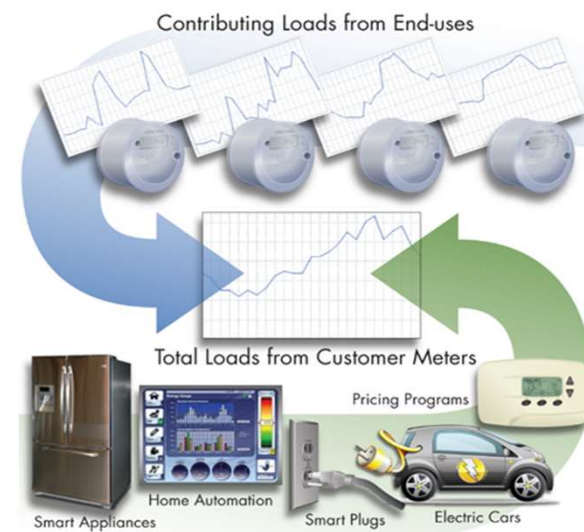 Contributing Loads from End-uses
Total Loads from Customer Meters
Pricing Programs
Home Automation
Smart Appliances
Smart Plugs
Electric Cars